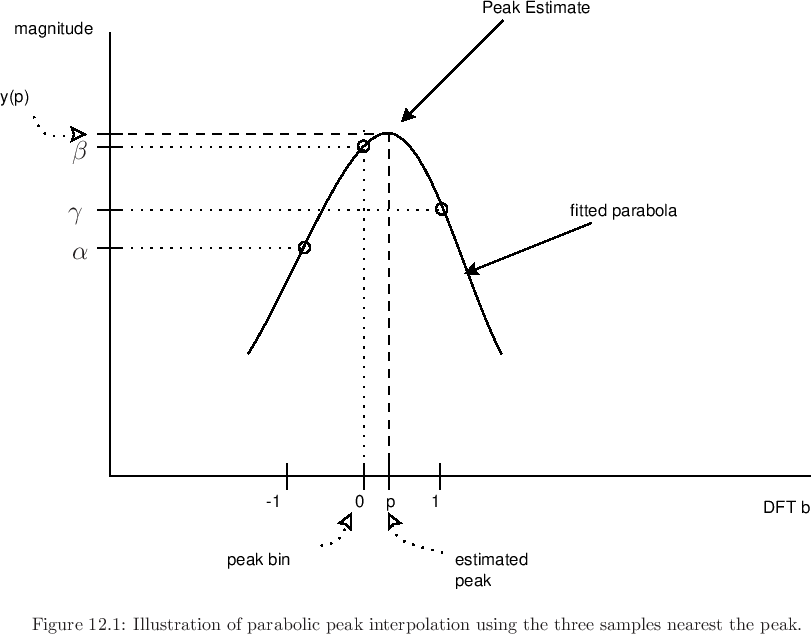 Peak Estimate
magnitude
y(p)
β
γ
fitted parabola
α
-1
0
p
1
DFT b
peak bin
estimated
peak
Figure 12.1: Illustration of parabolic peak interpolation using the three samples nearest the peak.